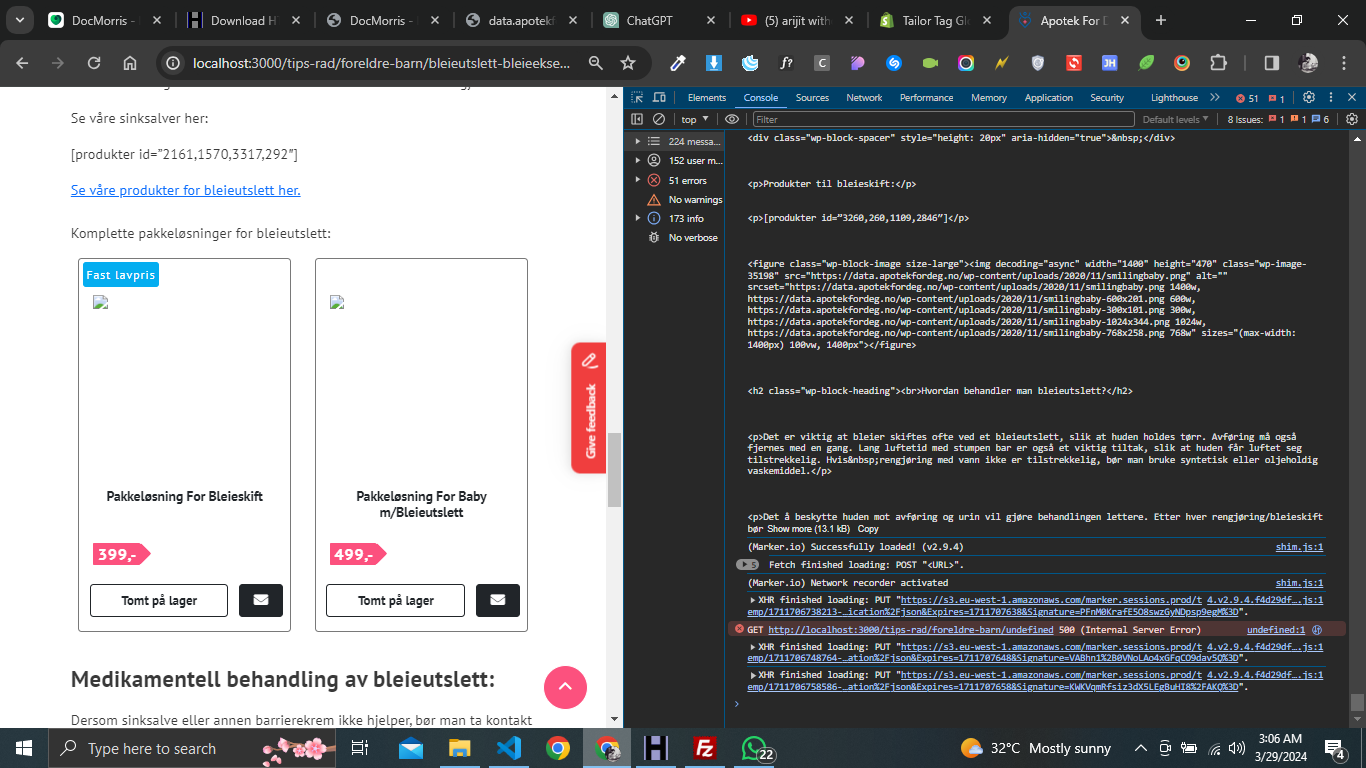 DocMorris -
Download H
DocMorris -
data.apotekf
ChatGPT
(5) arijit with
Tailor Tag Glo
Apotek For D
localhost:3000/tips-rad/foreldre-barn/bleieutslett-bleieekse...
Se våre sinksalver her:
[produkter id=”2161,1570,3317,292″]
Se våre produkter for bleieutslett her.
Komplette pakkeløsninger for bleieutslett:
Fast lavpris
Pakkeløsning For Bleieskift
399,-
Tomt på lager
Pakkeløsning For Baby
m/Bleieutslett
499,-
Tomt på lager
Give feedback
Medikamentell behandling av bleieutslett:
Dersom sinksalve eller annen barrierekrem ikke hjelper, bør man ta kontakt
Elements Console Sources Network Performance Memory Application Security Lighthouse 51 1
top Filter Default levels 8 Issues: 1 1 6
224 messa...
152 user m...
51 errors
No warnings
173 info
No verbose
<div class="wp-block-spacer" style="height: 20px" aria-hidden="true">&nbsp;</div>
<p>Produkter til bleieskift:</p>
<p>[produkter id=”3260,260,1109,2846”]</p>
<figure class="wp-block-image size-large"><img decoding="async" width="1400" height="470" class="wp-image-
35198" src="https://data.apotekfordeg.no/wp-content/uploads/2020/11/smilingbaby.png" alt=""
srcset="https://data.apotekfordeg.no/wp-content/uploads/2020/11/smilingbaby.png 1400w,
https://data.apotekfordeg.no/wp-content/uploads/2020/11/smilingbaby-600x201.png 600w,
https://data.apotekfordeg.no/wp-content/uploads/2020/11/smilingbaby-300x101.png 300w,
https://data.apotekfordeg.no/wp-content/uploads/2020/11/smilingbaby-1024x344.png 1024w,
https://data.apotekfordeg.no/wp-content/uploads/2020/11/smilingbaby-768x258.png 768w" sizes="(max-width:
1400px) 100vw, 1400px"></figure>
<h2 class="wp-block-heading"><br>Hvordan behandler man bleieutslett?</h2>
<p>Det er viktig at bleier skiftes ofte ved et bleieutslett, slik at huden holdes tørr. Avføring må også
fjernes med en gang. Lang luftetid med stumpen bar er også et viktig tiltak, slik at huden får luftet seg
tilstrekkelig. Hvis&nbsp;rengjøring med vann ikke er tilstrekkelig, bør man bruke syntetisk eller oljeholdig
vaskemiddel.</p>
<p>Det å beskytte huden mot avføring og urin vil gjøre behandlingen lettere. Etter hver rengjøring/bleieskift
bør Show more (13.1 kB) Copy
(Marker.io) Successfully loaded! (v2.9.4) shim.js:1
5 Fetch finished loading: POST "<URL>".
(Marker.io) Network recorder activated shim.js:1
XHR finished loading: PUT "https://s3.eu-west-1.amazonaws.com/marker.sessions.prod/t 4.v2.9.4.f4d29df….js:1
emp/1711706738213-…ication%2Fjson&Expires=1711707638&Signature=PFnM0KrafE5O8swzGyNDpsp9egM%3D".
GET http://localhost:3000/tips-rad/foreldre-barn/undefined 500 (Internal Server Error) undefined:1
XHR finished loading: PUT "https://s3.eu-west-1.amazonaws.com/marker.sessions.prod/t 4.v2.9.4.f4d29df….js:1
emp/1711706748764-…ation%2Fjson&Expires=1711707648&Signature=VABhn1%2B0VNoLAo4xGFqCO9dav5Q%3D".
XHR finished loading: PUT "https://s3.eu-west-1.amazonaws.com/marker.sessions.prod/t 4.v2.9.4.f4d29df….js:1
emp/1711706758586-…ation%2Fjson&Expires=1711707658&Signature=KWKVqmRfsiz3dX5LEgBuHI8%2FAKQ%3D".
Type here to search
22
32°C Mostly sunny
3:06 AM
3/29/2024
4